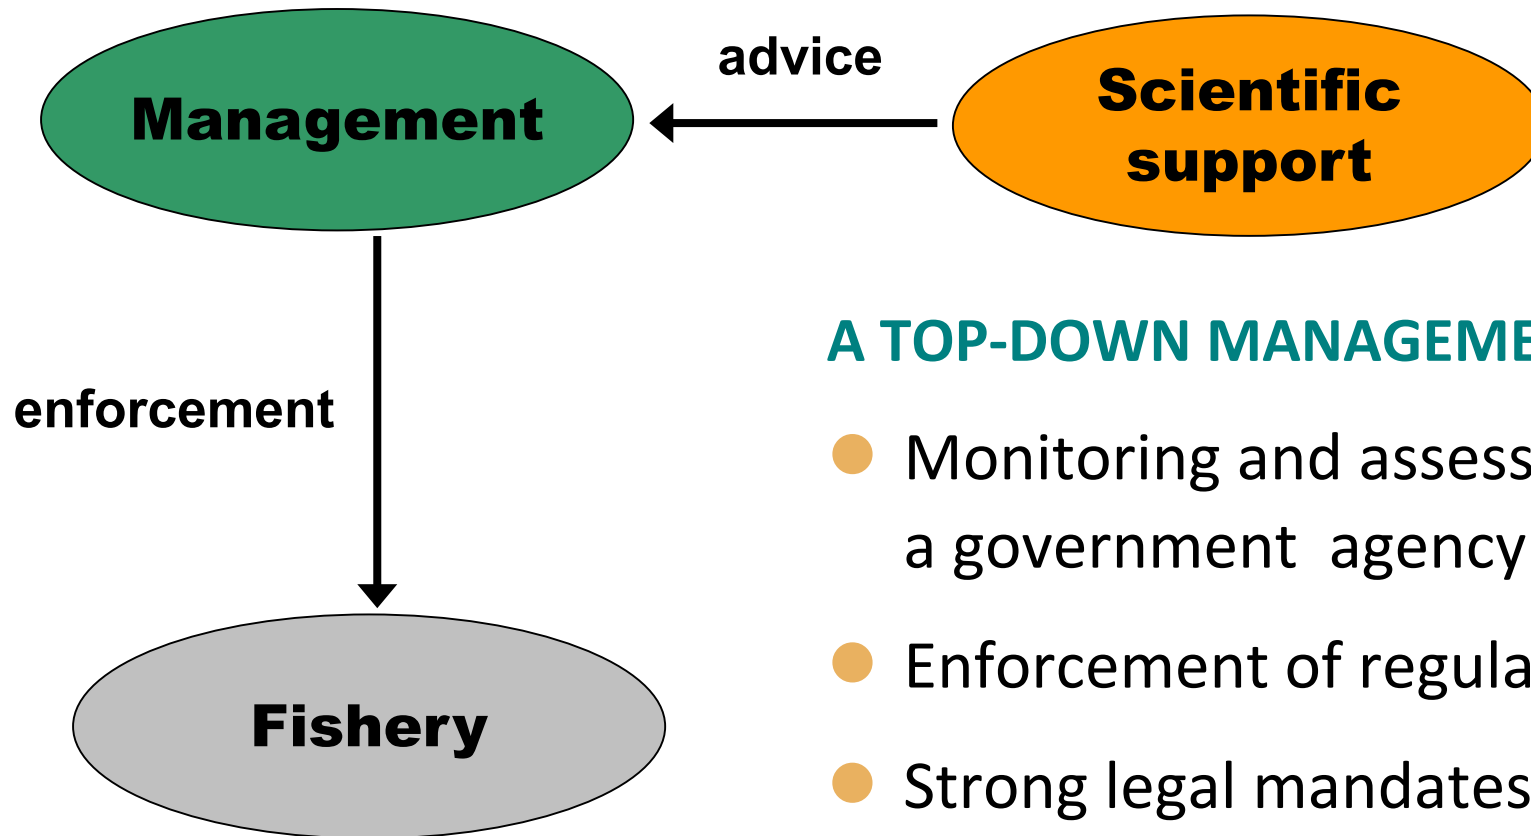 advice
Management
Scientific
support
enforcement
Fishery
A TOP-DOWN MANAGEME
Monitoring and assess
a government agency
Enforcement of regula
Strong legal mandates